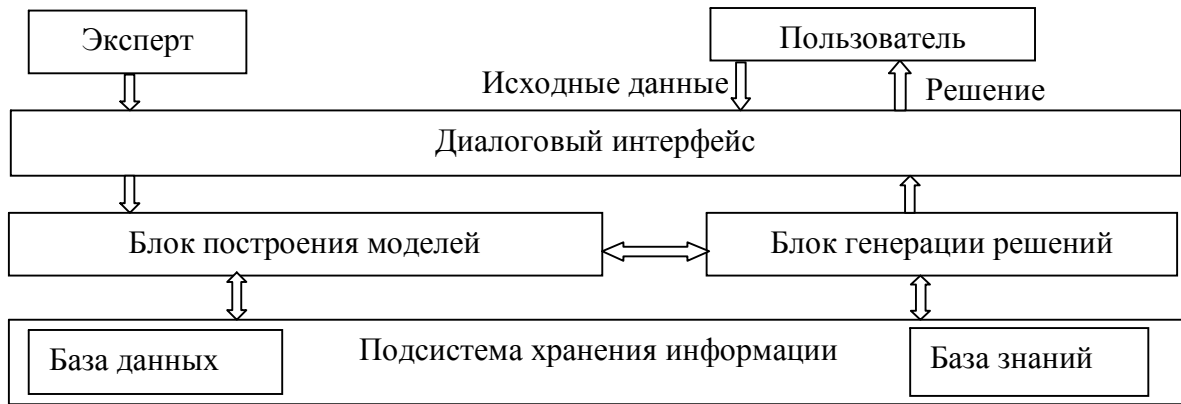 Эксперт
Пользователь
Исходные данные
Решение
Диалоговый интерфейс
Блок построения моделей
Блок генерации решений
База данных
Подсистема хранения информации
База знаний